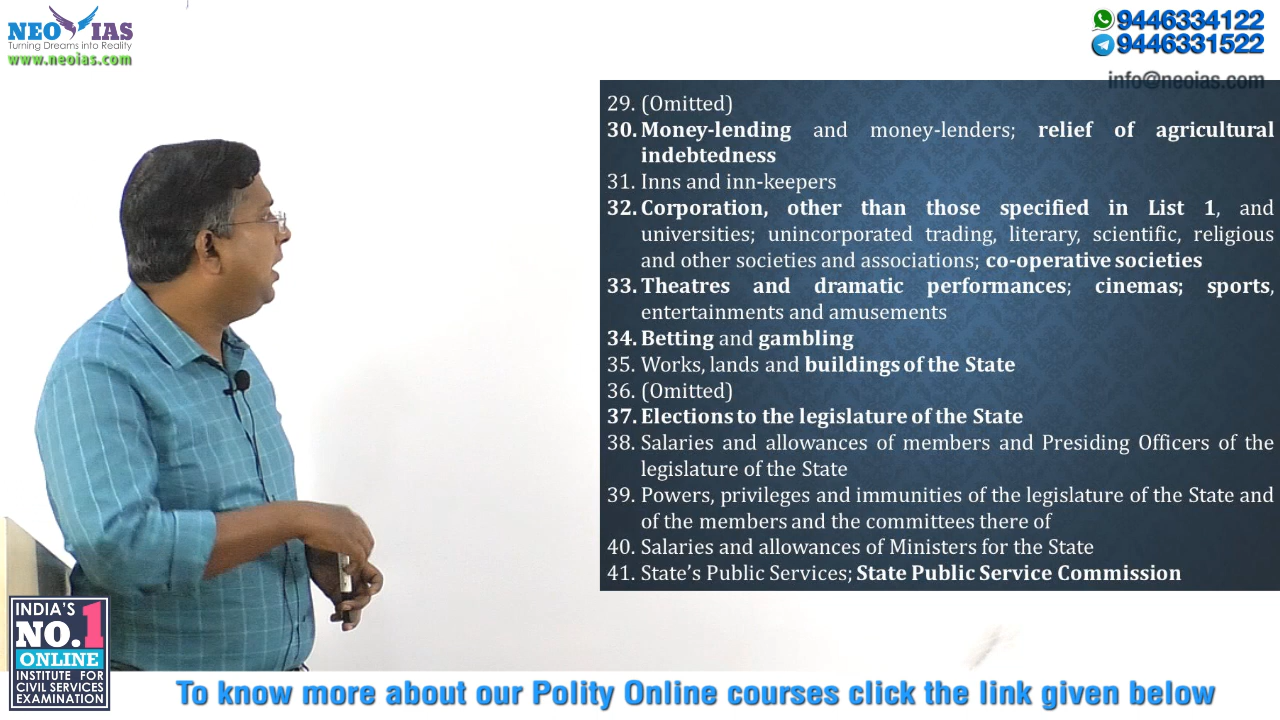 NEO IAS
Turning Dreams into Reality
www.neoias.com
9446334122
9446331522
info@neoias.com
29. (Omitted)
30. Money-lending and money-lenders; relief of agricultural
indebtedness
31. Inns and inn-keepers
32. Corporation, other than those specified in List 1, and
universities; unincorporated trading, literary, scientific, religious
and other societies and associations; co-operative societies
33. Theatres and dramatic performances; cinemas; sports,
entertainments and amusements
34. Betting and gambling
35. Works, lands and buildings of the State
36. (Omitted)
37. Elections to the legislature of the State
38. Salaries and allowances of members and Presiding Officers of the
legislature of the State
39. Powers, privileges and immunities of the legislature of the State and
of the members and the committees there of
40. Salaries and allowances of Ministers for the State
41. State's Public Services; State Public Service Commission
INDIA'S
NO.1
ONLINE
INSTITUTE FOR
CIVIL SERVICES
EXAMINATION
To know more about our Polity Online courses click the link given below